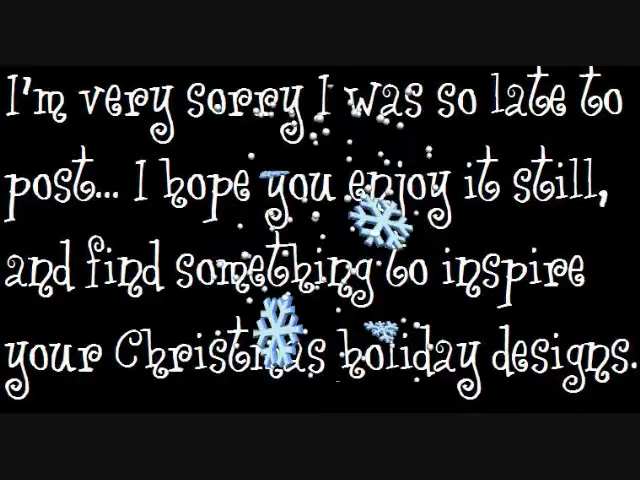 I'm very sorry I was so late to
post... I hope you enjoy it still,
and find something to inspire
your Christmas holiday designs.